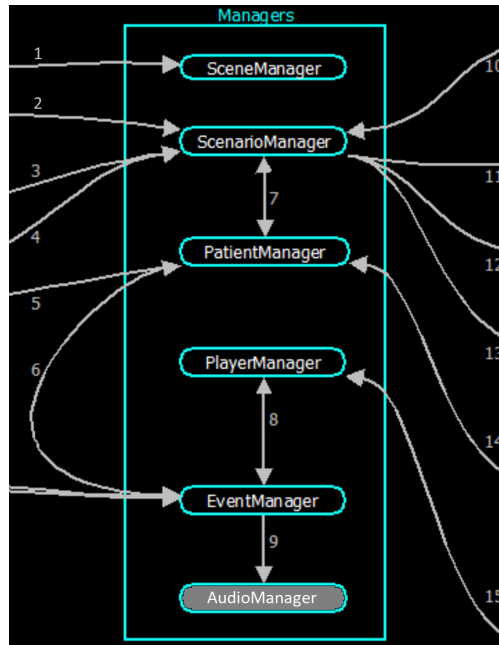 Managers
1
SceneManager
10
2
ScenarioManager
3
11
7
4
12
PatientManager
5
13
6
PlayerManager
8
14
EventManager
9
AudioManager
15